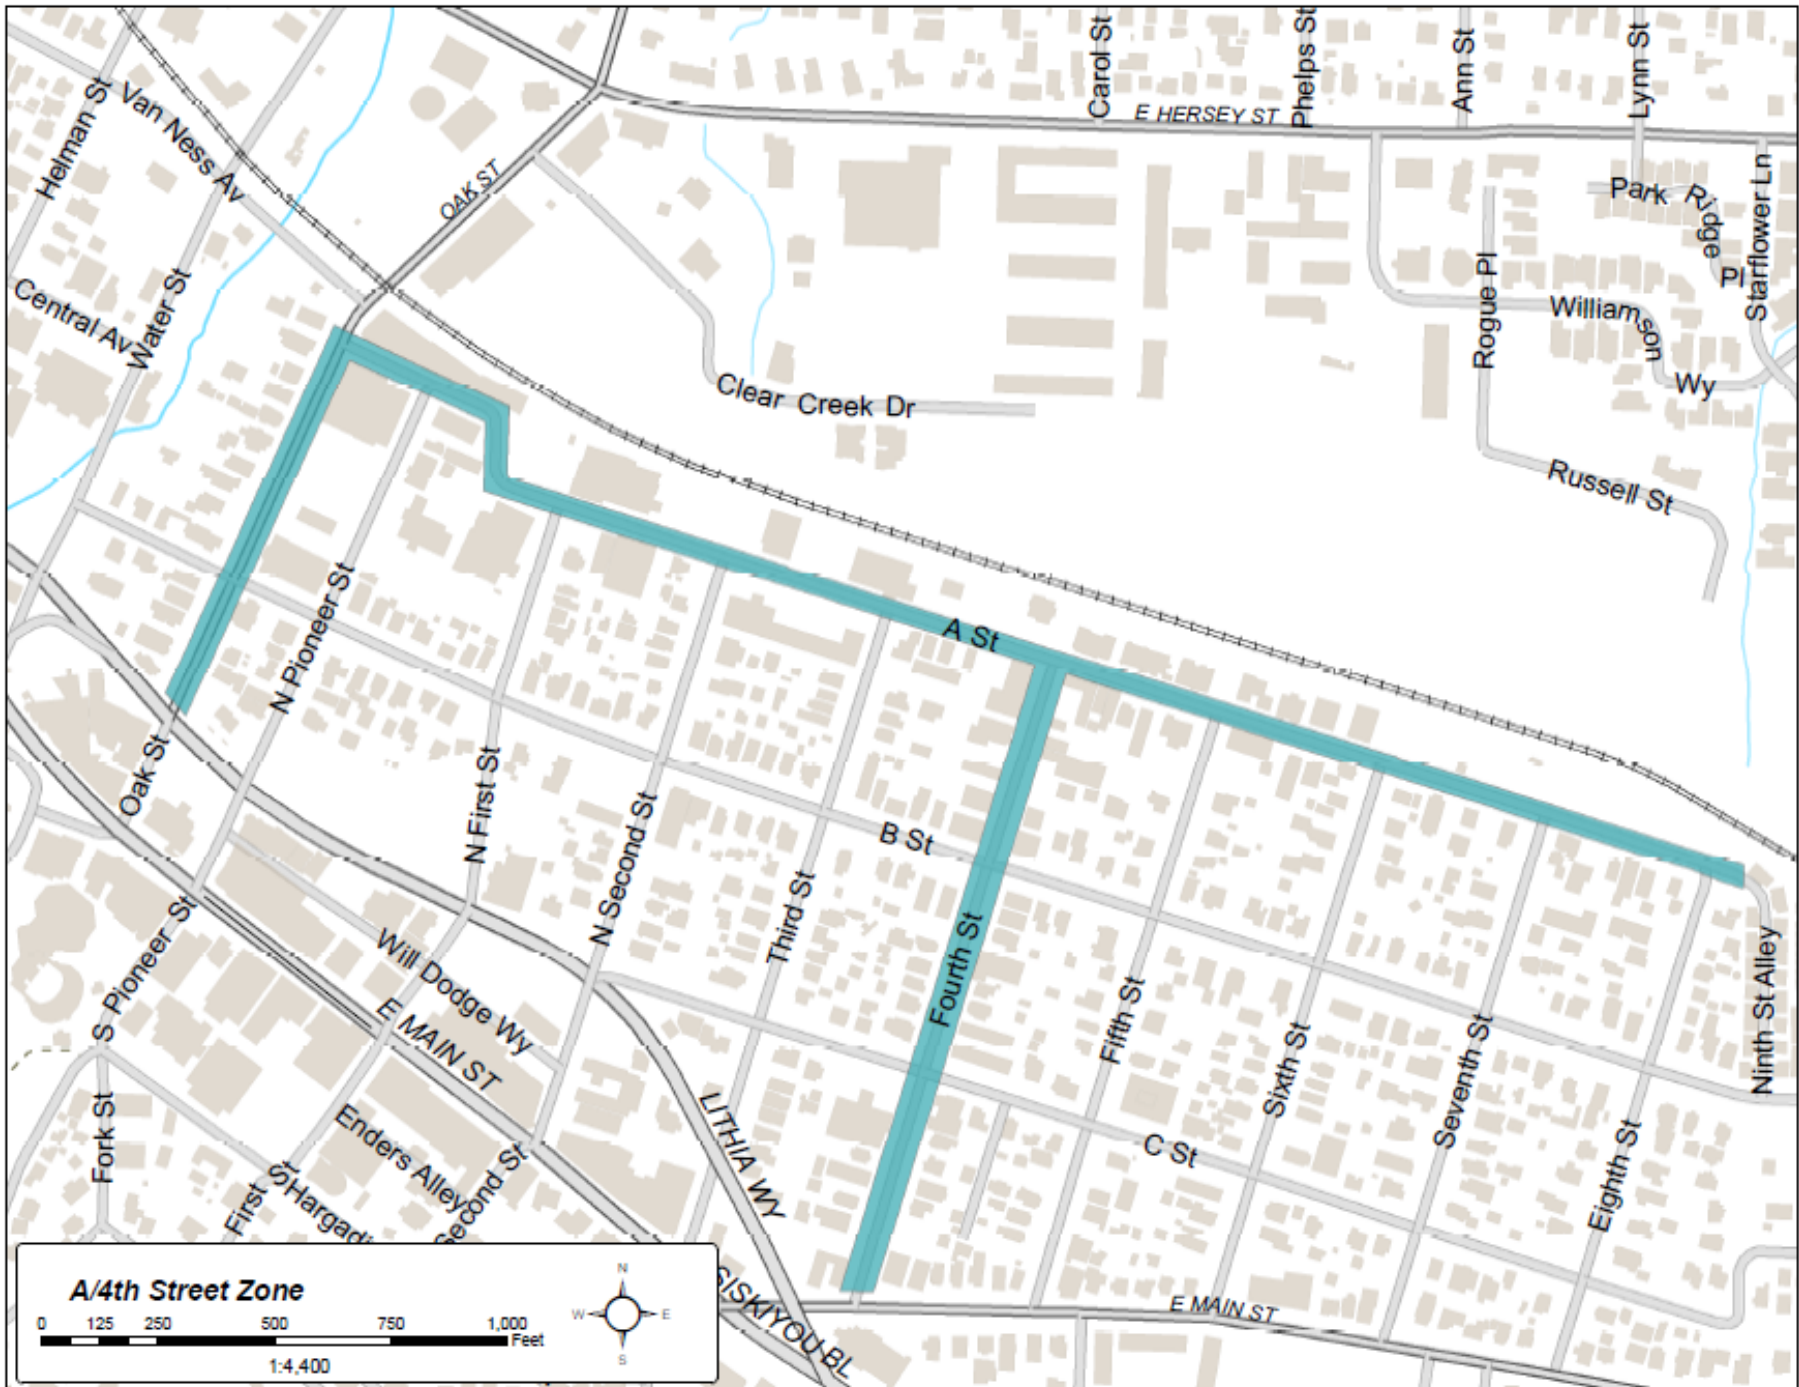 Carol St
Phelps St
Ann St
Lynn St
E HERSEY ST
Helman St
Van Ness Av
OAK ST
Park Ridge Pl
Starflower Ln
Rogue Pl
Williamson Wy
Central Av
Water St
Clear Creek Dr
Russell St
A St
N Pioneer St
Oak St
N First St
N Second St
B St
Third St
Fourth St
Fifth St
Sixth St
Seventh St
Eighth St
Ninth St Alley
S Pioneer St
Will Dodge Wy
E MAIN ST
LITHIA WY
C St
Fork St
Enders Alley
First St
Second St
Hargadi
SISKIYOU BL
E MAIN ST
A/4th Street Zone
0 125 250 500 750 1,000
Feet
1:4,400
N
W E
S